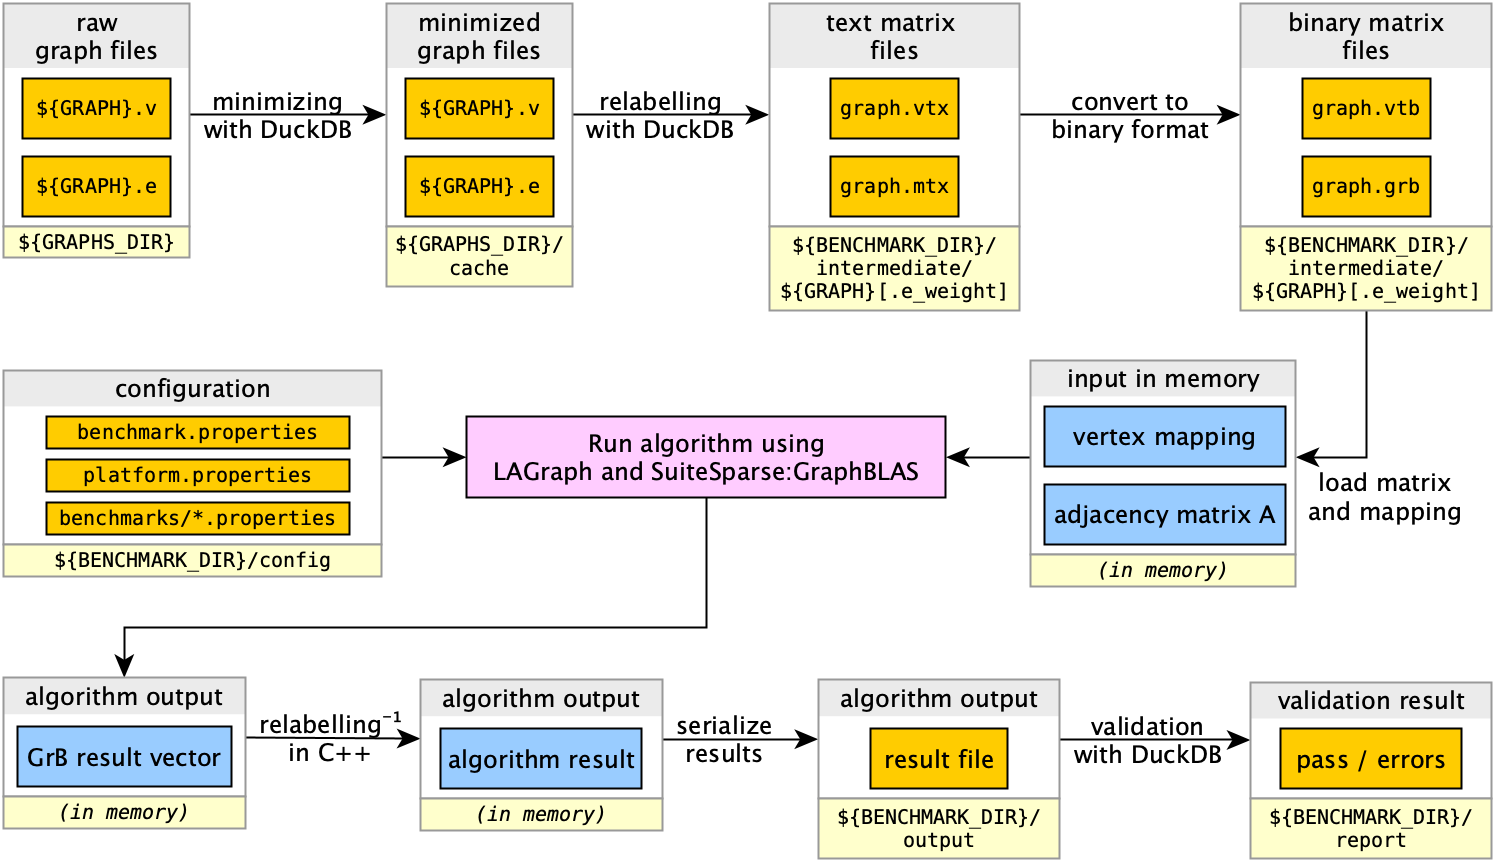 raw
graph files
${GRAPH}.v
${GRAPH}.e
${GRAPHS_DIR}
minimizing
with DuckDB
minimized
graph files
${GRAPH}.v
${GRAPH}.e
${GRAPHS_DIR}/
cache
relabelling
with DuckDB
text matrix
files
graph.vtx
graph.mtx
${BENCHMARK_DIR}/
intermediate/
${GRAPH}[.e_weight]
convert to
binary format
binary matrix
files
graph.vtb
graph.grb
${BENCHMARK_DIR}/
intermediate/
${GRAPH}[.e_weight]
load matrix
and mapping
input in memory
vertex mapping
adjacency matrix A
(in memory)
configuration
benchmark.properties
platform.properties
benchmarks/*.properties
${BENCHMARK_DIR}/config
Run algorithm using
LAGraph and SuiteSparse:GraphBLAS
algorithm output
GrB result vector
(in memory)
relabelling⁻¹
in C++
algorithm output
algorithm result
(in memory)
serialize
results
algorithm output
result file
${BENCHMARK_DIR}/
output
validation
with DuckDB
validation result
pass / errors
${BENCHMARK_DIR}/
report